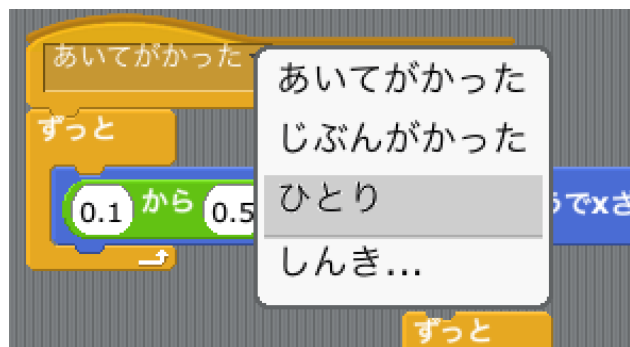 あいてがかった
あいてがかった
じぶんがかった
ひとり
しんき...
ずっと
0.1 から 0.5 うでxさ
ずっと